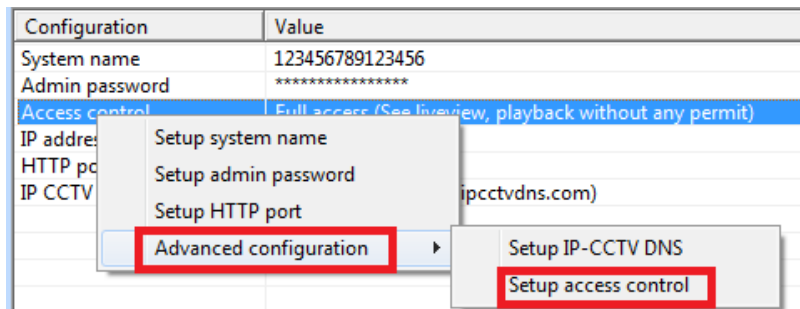 Configuration Value
System name 123456789123456
Admin password ****************
Access control Full access (See liveview, playback without any permit)
IP addres
Setup system name
HTTP po
Setup admin password
IP CCTV ipcctvdns.com)
Setup HTTP port
Advanced configuration Setup IP-CCTV DNS
Setup access control